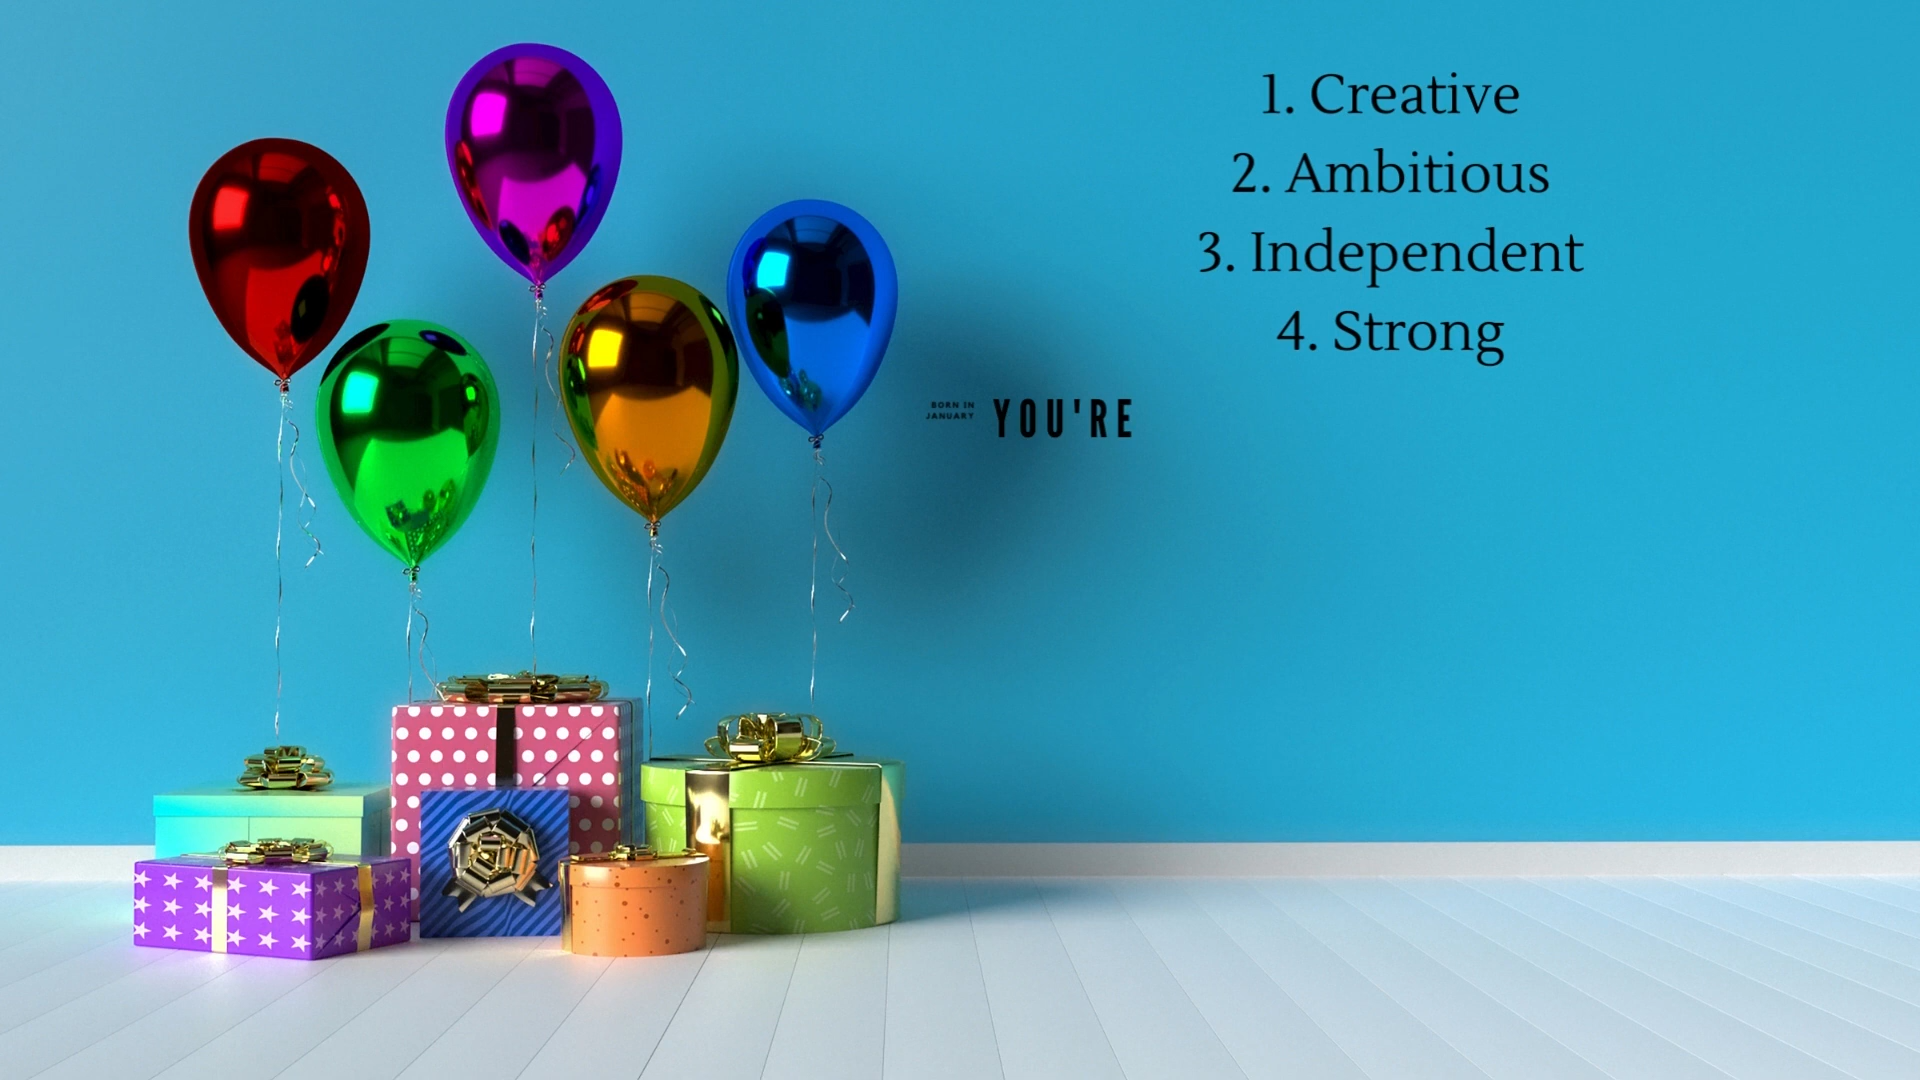 BORN IN
JANUARY
YOU'RE
1. Creative
2. Ambitious
3. Independent
4. Strong